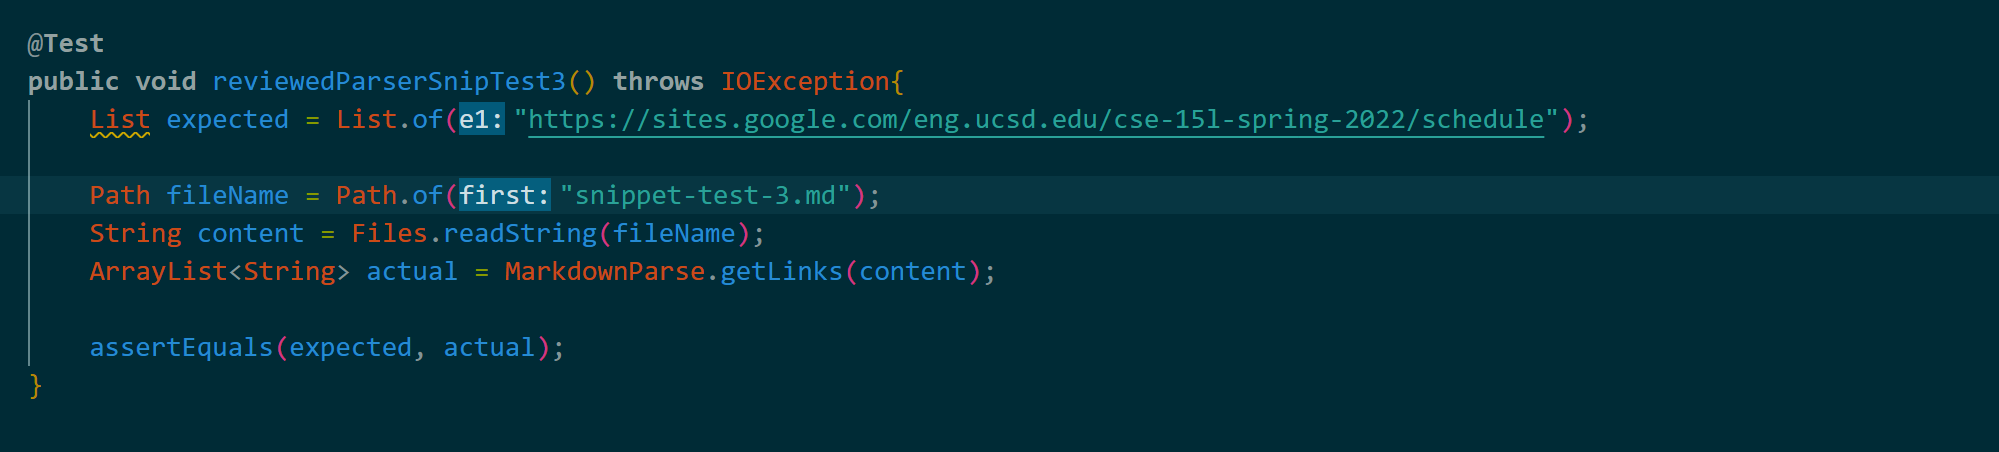 @Test
public void reviewedParserSnipTest3() throws IOException{
List expected = List.of(e1: "https://sites.google.com/eng.ucsd.edu/cse-15l-spring-2022/schedule");
Path fileName = Path.of(first: "snippet-test-3.md");
String content = Files.readString(fileName);
ArrayList<String> actual = MarkdownParse.getLinks(content);
assertEquals(expected, actual);
}